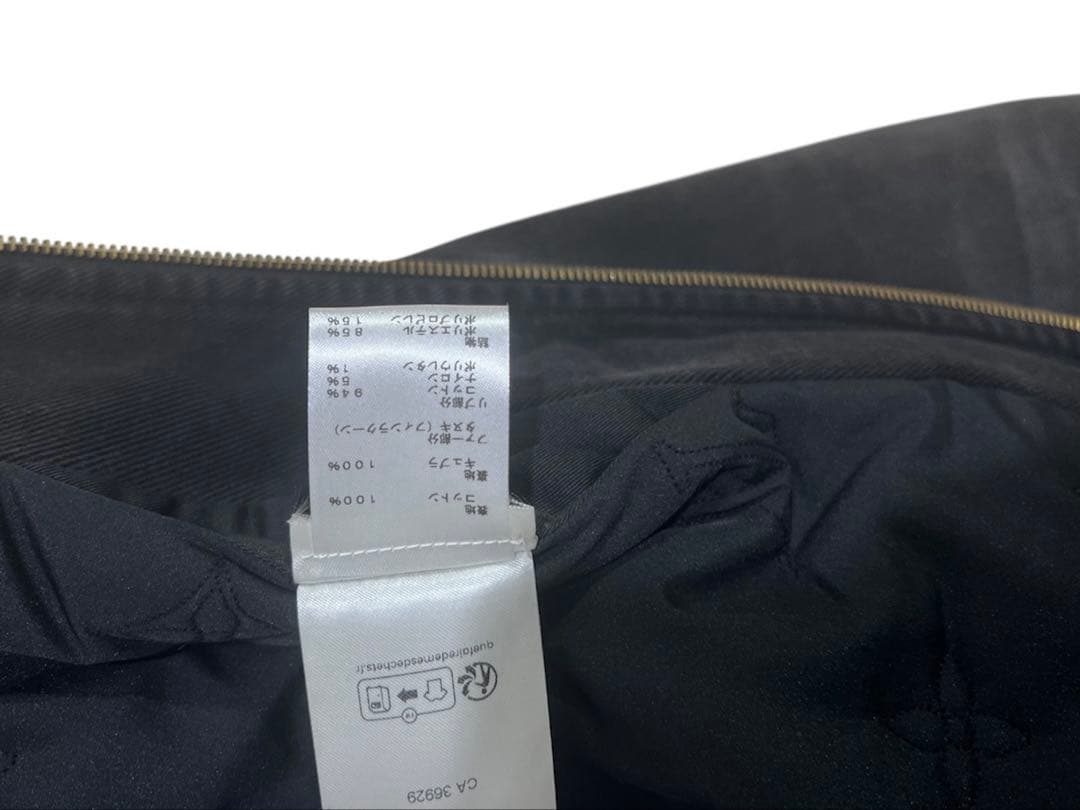 表地
コットン 100%
裏地
キュプラ 100%
ファー部分
タヌキ (フィンラクーン)
リブ部分
コットン 94%
ナイロン 5%
ポリウレタン 1%
詰物
ポリエステル 85%
ポリプロピレン 15%
CA 36929
FR
quefairedemesdechets.fr